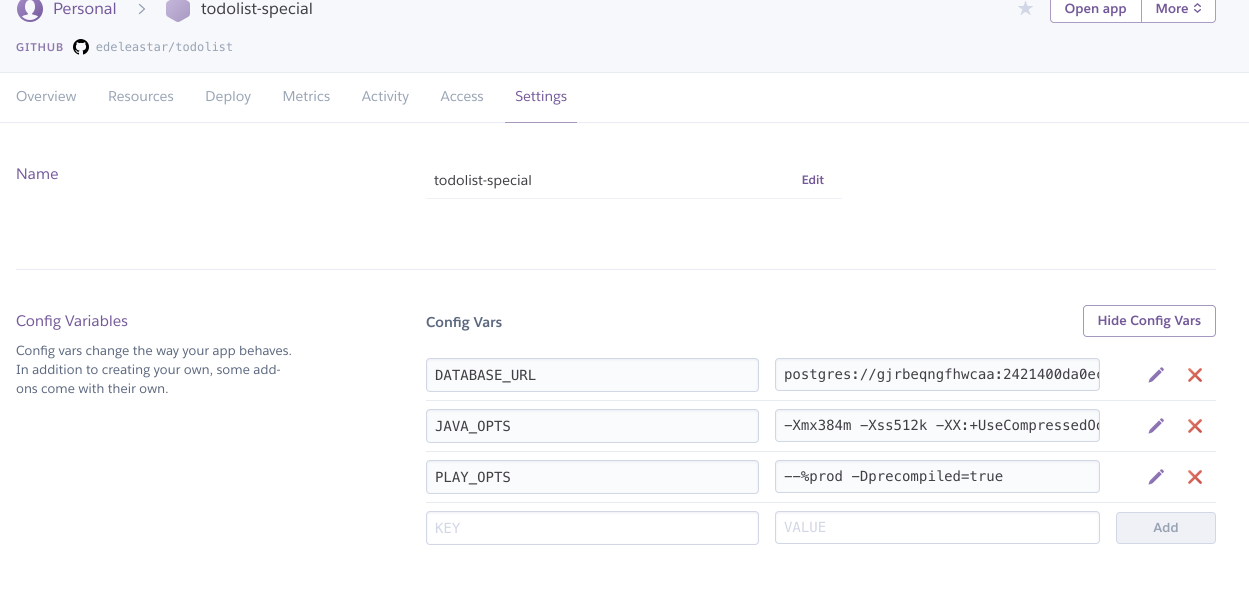 Personal > todolist-special Open app More
GITHUB edeleastar/todolist
Overview Resources Deploy Metrics Activity Access Settings
Name
todolist-special Edit
Config Variables
Config vars change the way your app behaves.
In addition to creating your own, some add-
ons come with their own.
Config Vars Hide Config Vars
DATABASE_URL postgres://gjrbeqngfhwcaa:2421400da0e
JAVA_OPTS -Xmx384m -Xss512k -XX:+UseCompressedO
PLAY_OPTS --%prod -Dprecompiled=true
KEY VALUE Add